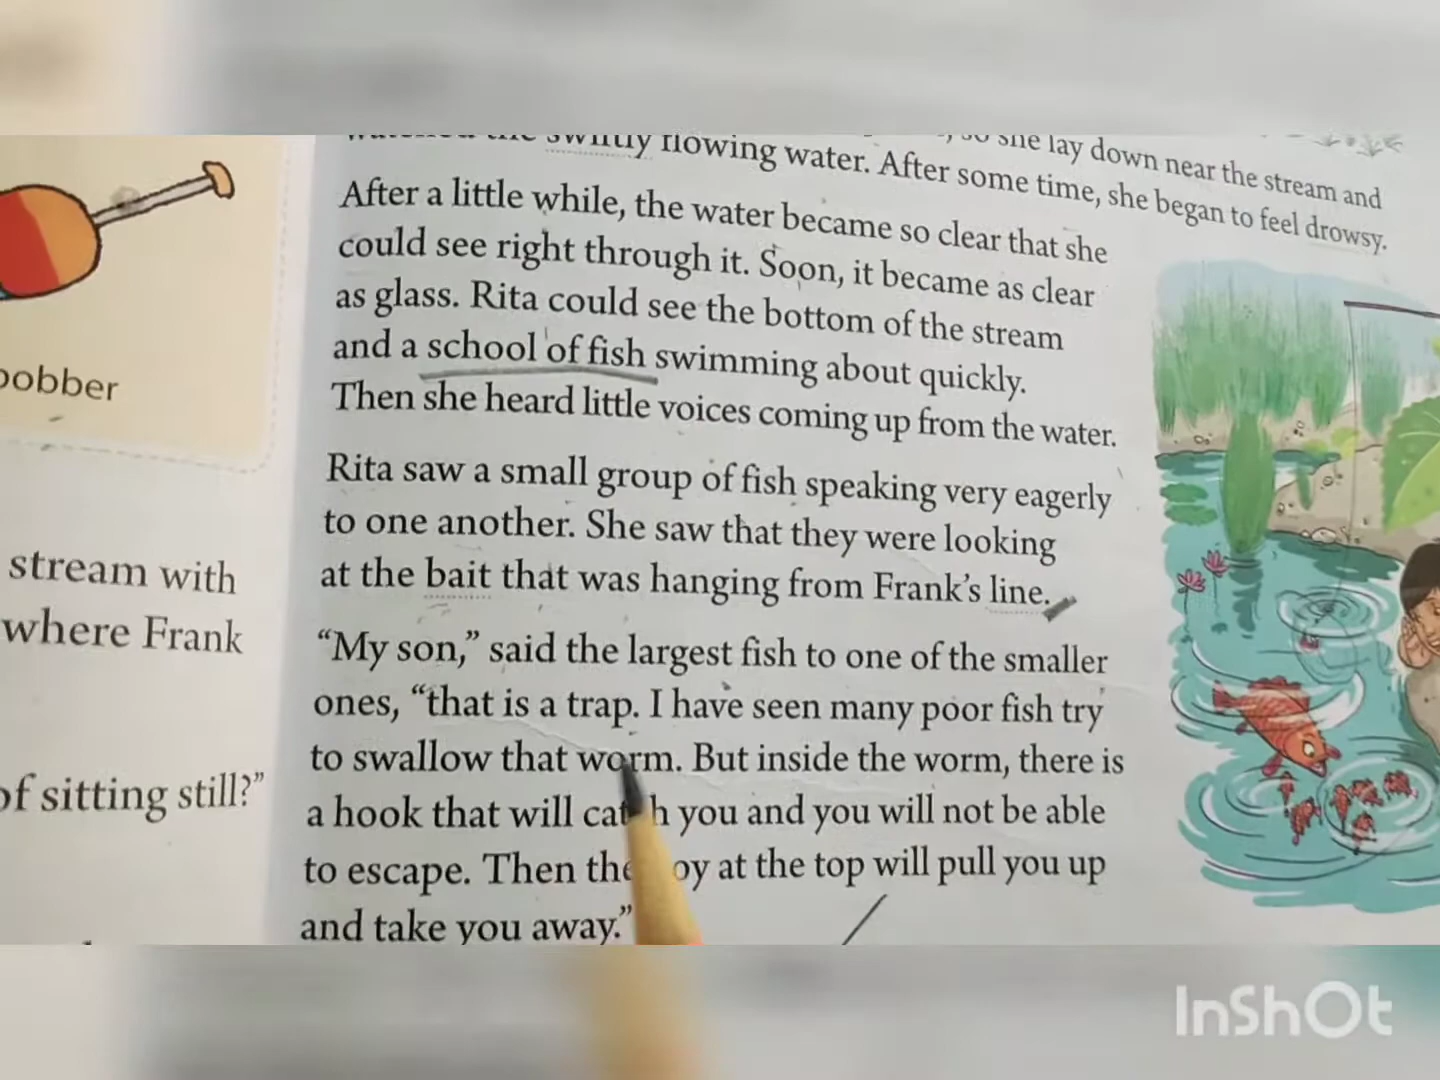 so she lay down near the stream and
the swiftly flowing water. After some time, she began to feel drowsy.
After a little while, the water became so clear that she
could see right through it. Soon, it became as clear
as glass. Rita could see the bottom of the stream
and a school of fish swimming about quickly.
Then she heard little voices coming up from the water.
Rita saw a small group of fish speaking very eagerly
to one another. She saw that they were looking
at the bait that was hanging from Frank's line.
“My son,” said the largest fish to one of the smaller
ones, “that is a trap. I have seen many poor fish try
to swallow that worm. But inside the worm, there is
a hook that will catch you and you will not be able
to escape. Then the boy at the top will pull you up
and take you away.”
bobber
stream with
where Frank
of sitting still?”
InShOt